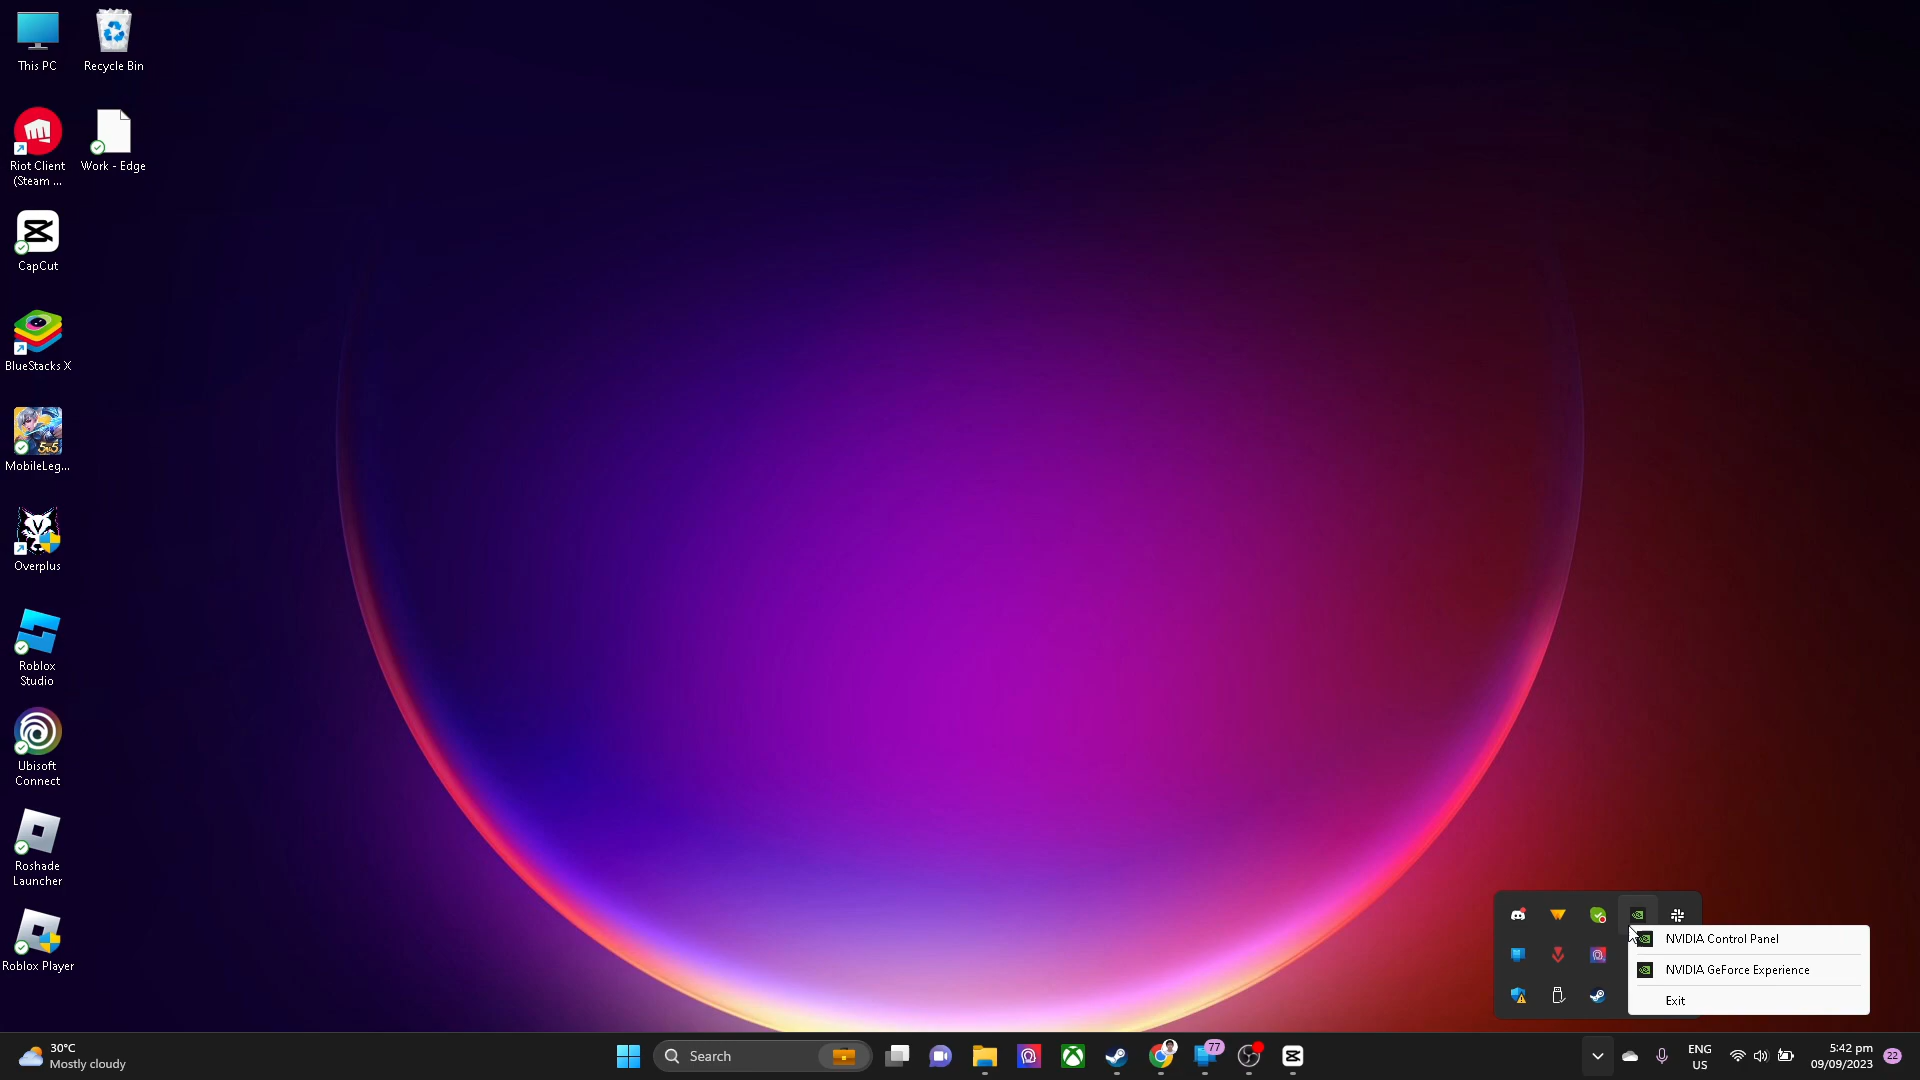 This PC
Recycle Bin
Riot Client
(Steam ...
Work - Edge
CapCut
BlueStacks X
5v5
MobileLeg...
Overplus
Roblox
Studio
Ubisoft
Connect
Roshade
Launcher
Roblox Player
NVIDIA Control Panel
NVIDIA GeForce Experience
Exit
30°C
Mostly cloudy
Search
77
ENG
US
5:42 pm
09/09/2023
22